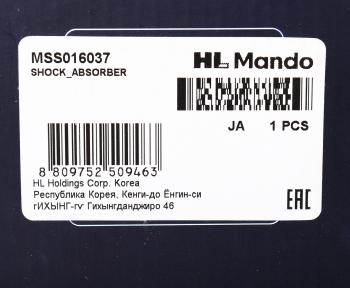 MSS016037
SHOCK_ABSORBER
HL Mando
JA 1 PCS
8 809752 509463
HL Holdings Corp. Korea
Республика Корея, Кенги-до Ёнгин-си
гИХЫНГ-гу Гихынгданджиро 46
EAC